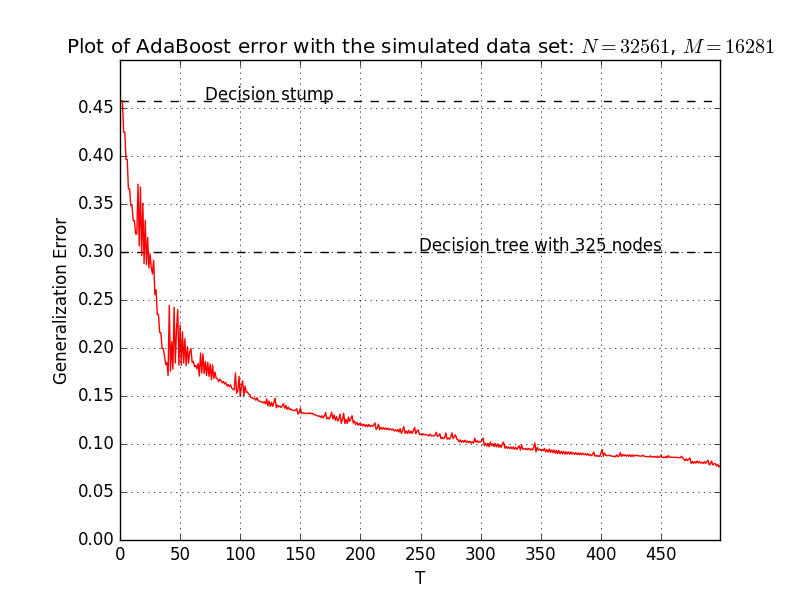 Plot of AdaBoost error with the simulated data set: N = 32561, M = 16281
Decision stump
Decision tree with 325 nodes
Generalization Error
0.45
0.40
0.35
0.30
0.25
0.20
0.15
0.10
0.05
0.00
0 50 100 150 200 250 300 350 400 450
T